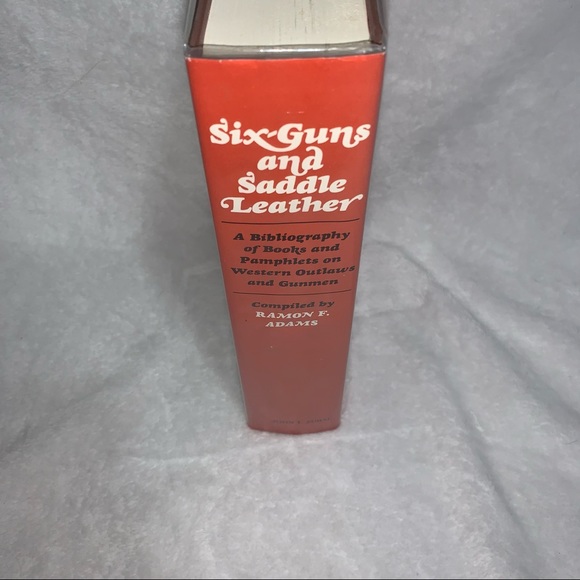 Six-Guns
and
Saddle
Leather
A Bibliography
of Books and
Pamphlets on
Western Outlaws
and Gunmen
Compiled by
RAMON F.
ADAMS